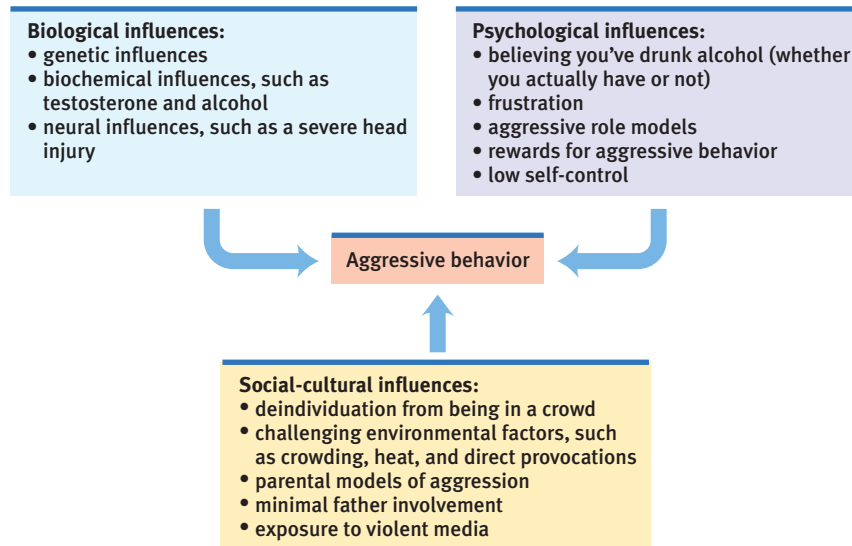 Biological influences:
• genetic influences
• biochemical influences, such as
testosterone and alcohol
• neural influences, such as a severe head
injury
Psychological influences:
• believing you’ve drunk alcohol (whether
you actually have or not)
• frustration
• aggressive role models
• rewards for aggressive behavior
• low self-control
Aggressive behavior
Social-cultural influences:
• deindividuation from being in a crowd
• challenging environmental factors, such
as crowding, heat, and direct provocations
• parental models of aggression
• minimal father involvement
• exposure to violent media